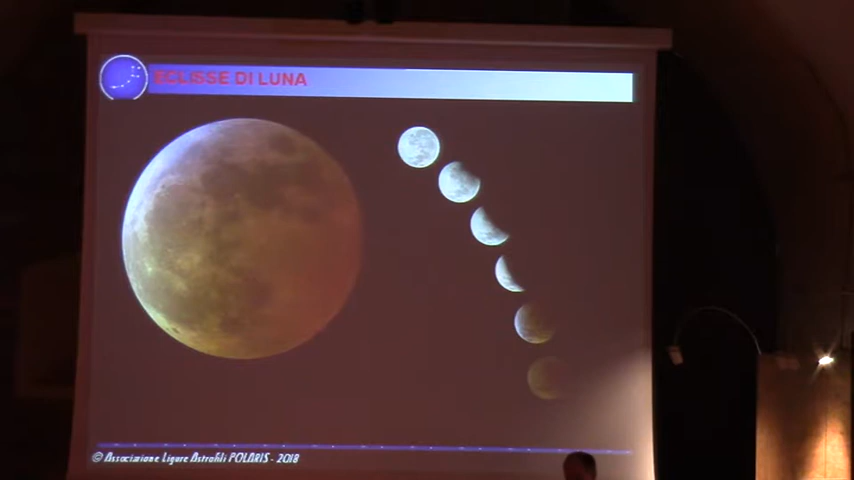 ECLISSE DI LUNA
© Associazione Ligure Astrofili POLARIS - 2018